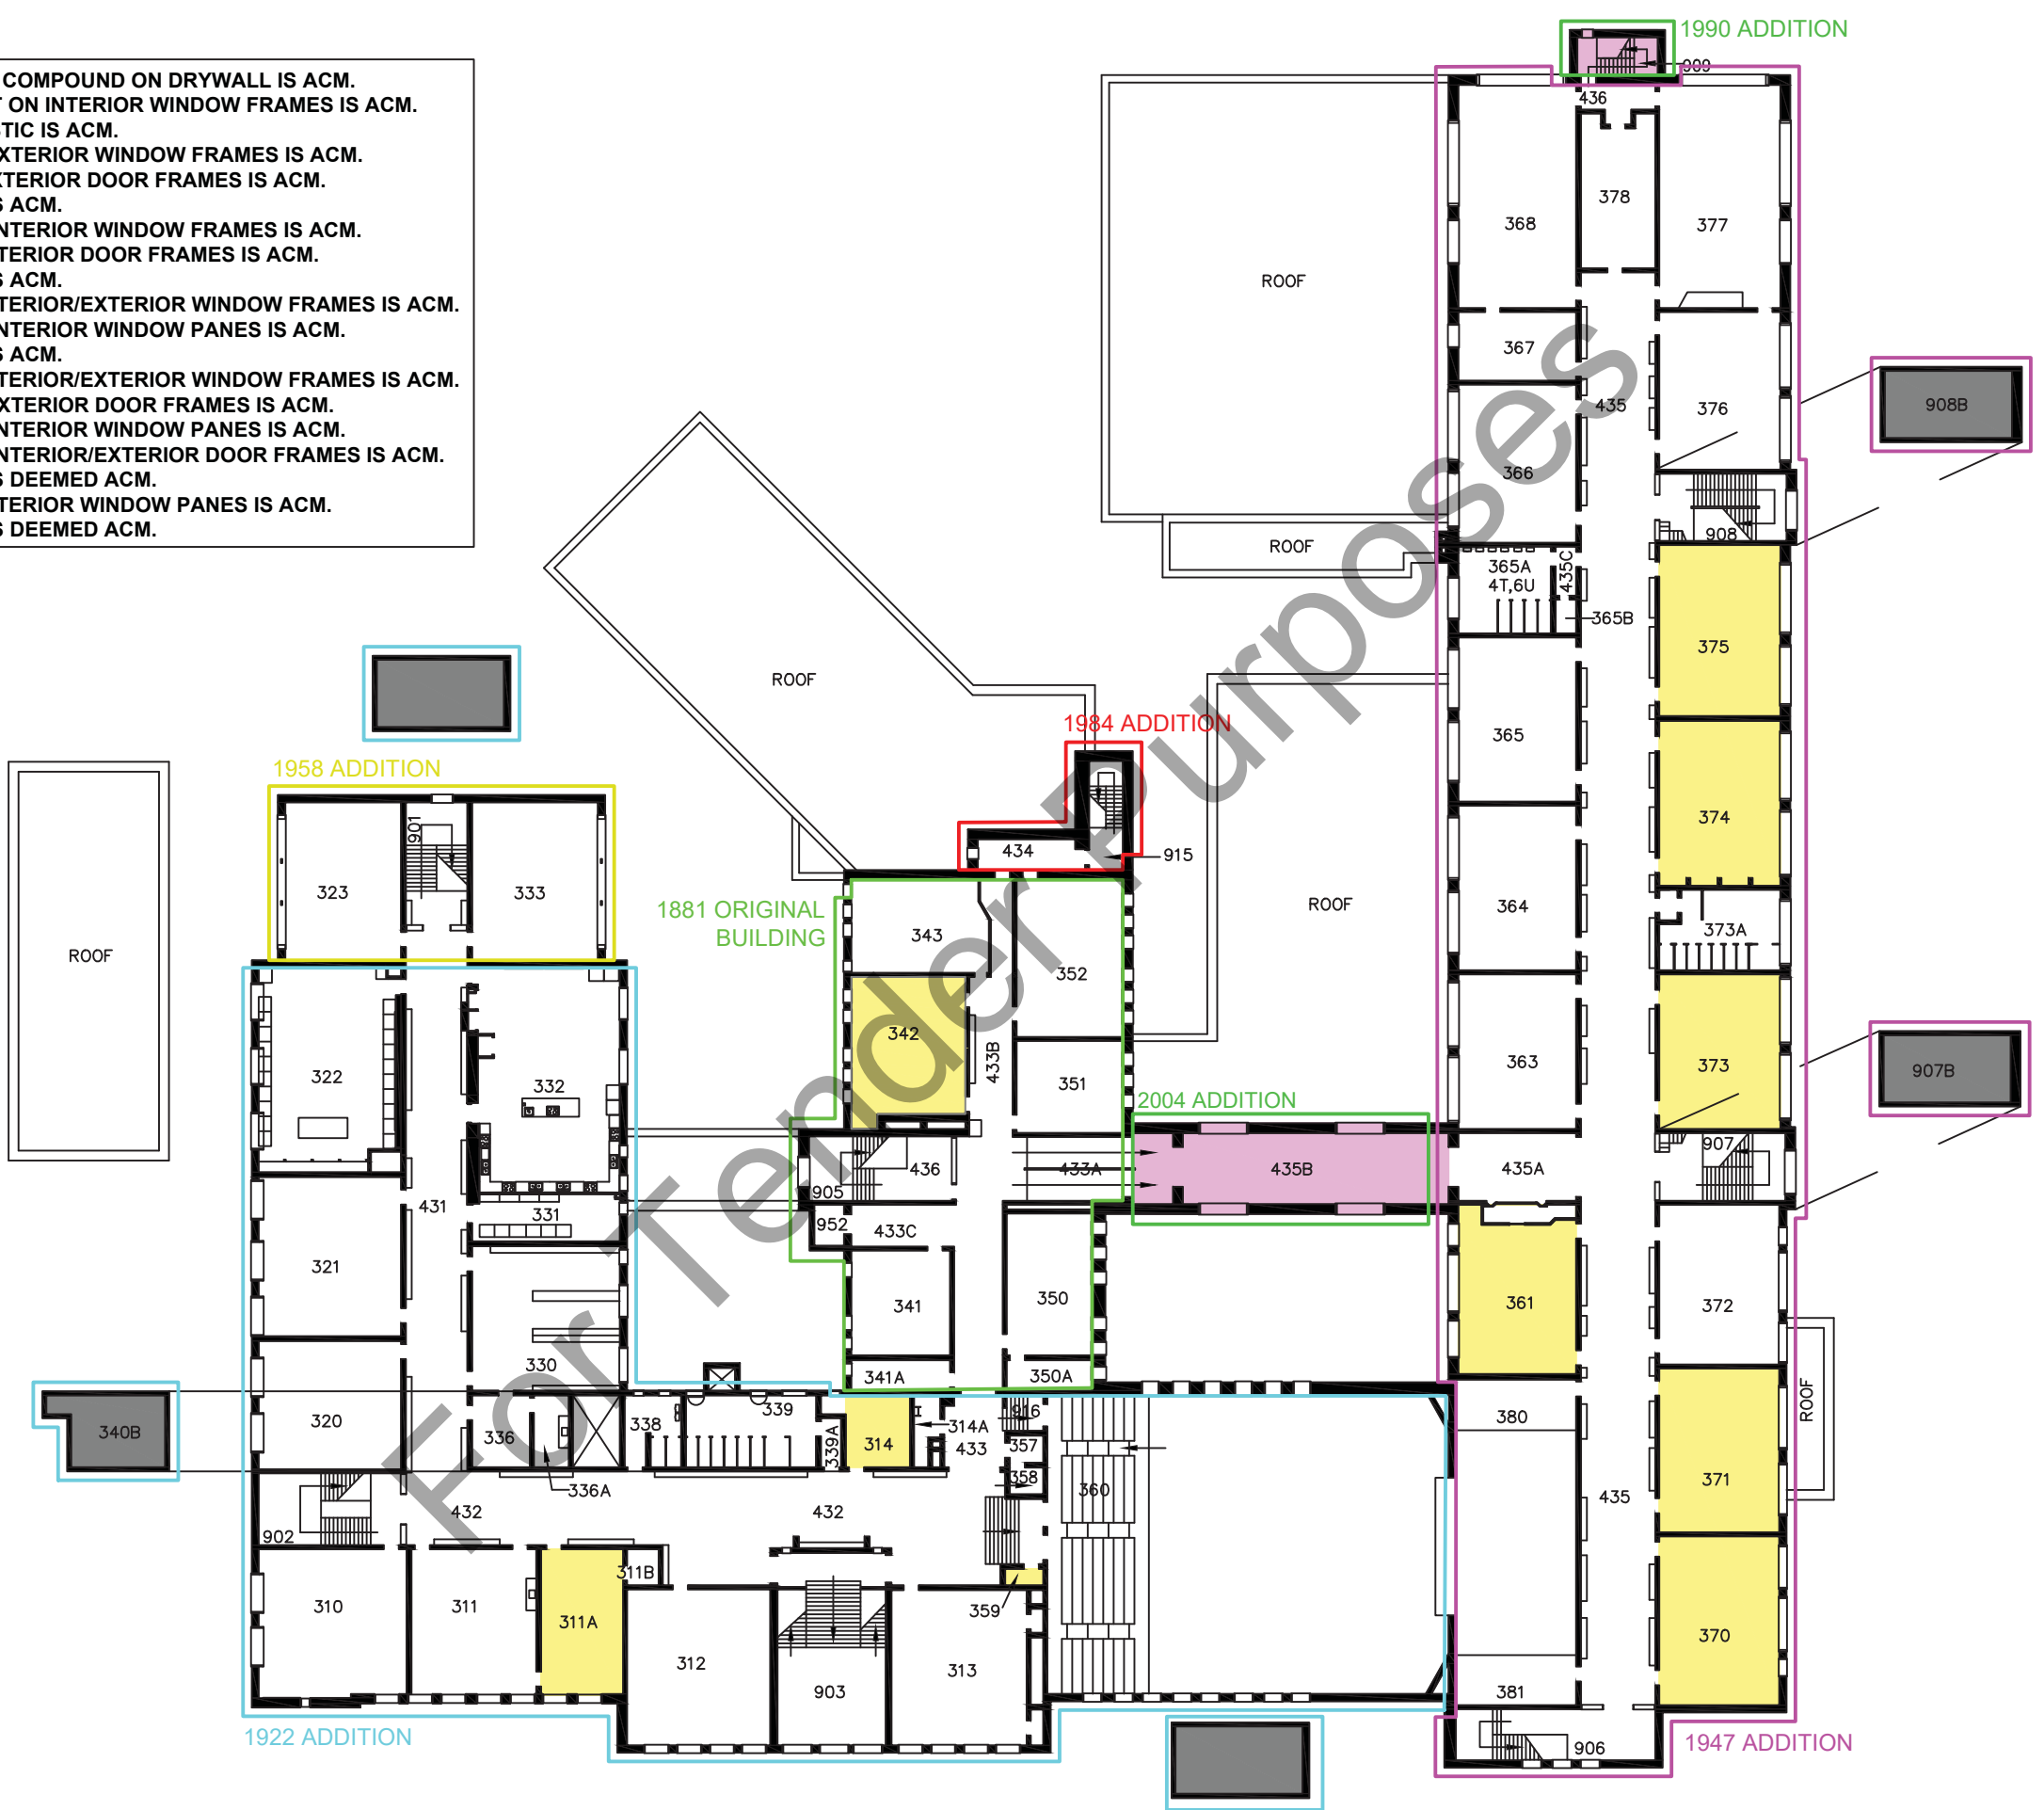 COMPOUND ON DRYWALL IS ACM.
ON INTERIOR WINDOW FRAMES IS ACM.
IS ACM.
EXTERIOR WINDOW FRAMES IS ACM.
EXTERIOR DOOR FRAMES IS ACM.
ACM.
INTERIOR WINDOW FRAMES IS ACM.
TERIOR DOOR FRAMES IS ACM.
ACM.
TERIOR/EXTERIOR WINDOW FRAMES IS ACM.
INTERIOR WINDOW PANES IS ACM.
ACM.
TERIOR/EXTERIOR WINDOW FRAMES IS ACM.
EXTERIOR DOOR FRAMES IS ACM.
INTERIOR WINDOW PANES IS ACM.
INTERIOR/EXTERIOR DOOR FRAMES IS ACM.
DEEMED ACM.
TERIOR WINDOW PANES IS ACM.
DEEMED ACM.
1990 ADDITION
909
436
378
368
377
ROOF
367
435
376
908B
366
908
ROOF
365A
4T,6U
435C
365B
375
ROOF
365
1984 ADDITION
374
1958 ADDITION
901
434
915
323
333
1881 ORIGINAL
BUILDING
ROOF
364
373A
343
352
ROOF
342
433B
351
363
373
907B
322
332
2004 ADDITION
436
433A
435B
435A
907
905
431
331
952
433C
321
341
350
361
372
330
341A
350A
ROOF
340B
320
336
338
339
339A
314
314A
433
916
357
358
380
371
336A
360
435
902
432
432
311B
359
310
311
311A
312
313
903
370
381
1922 ADDITION
906
1947 ADDITION
For Tender Purposes